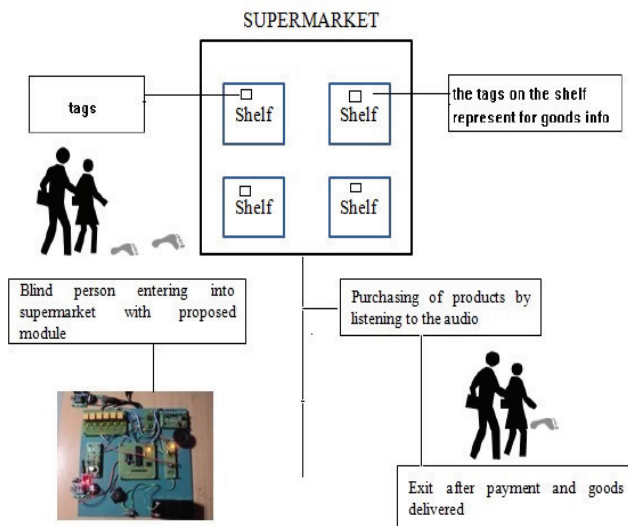 SUPERMARKET
tags
the tags on the shelf
represent for goods info
Shelf
Shelf
Shelf
Shelf
Blind person entering into
supermarket with proposed
module
Purchasing of products by
listening to the audio
Exit after payment and goods
delivered